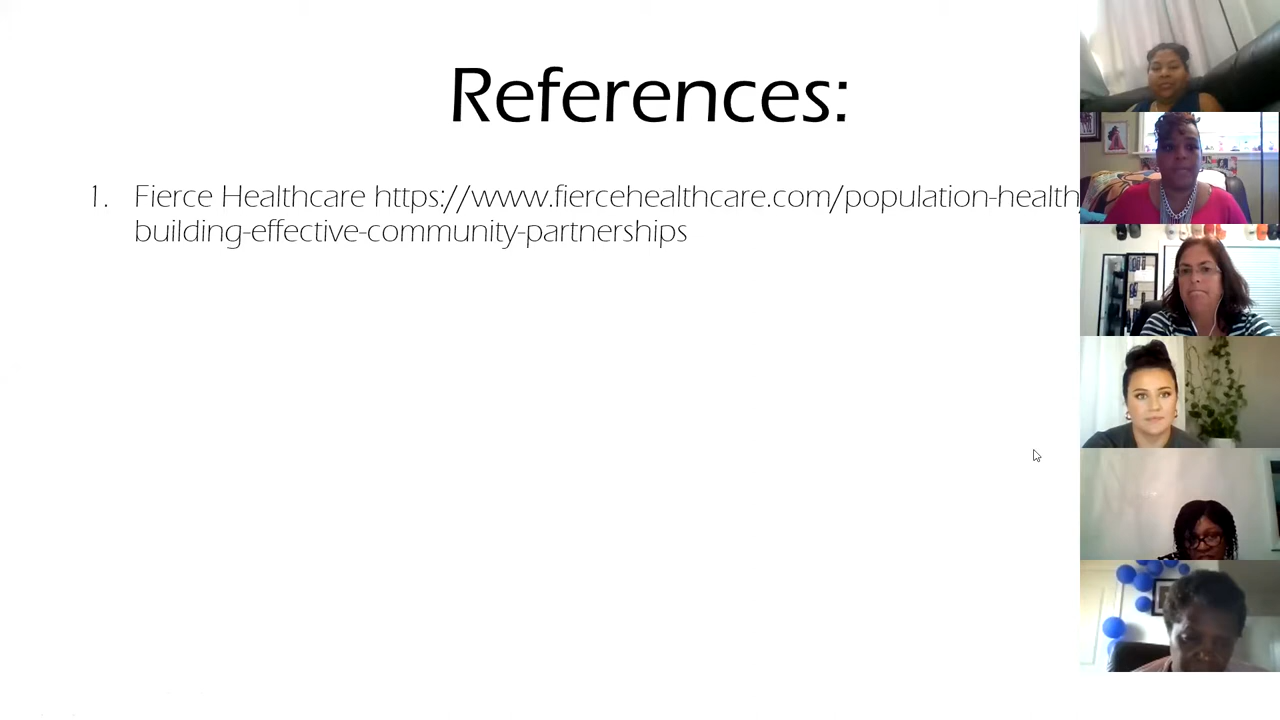 References:
1. Fierce Healthcare https://www.fiercehealthcare.com/population-health
building-effective-community-partnerships